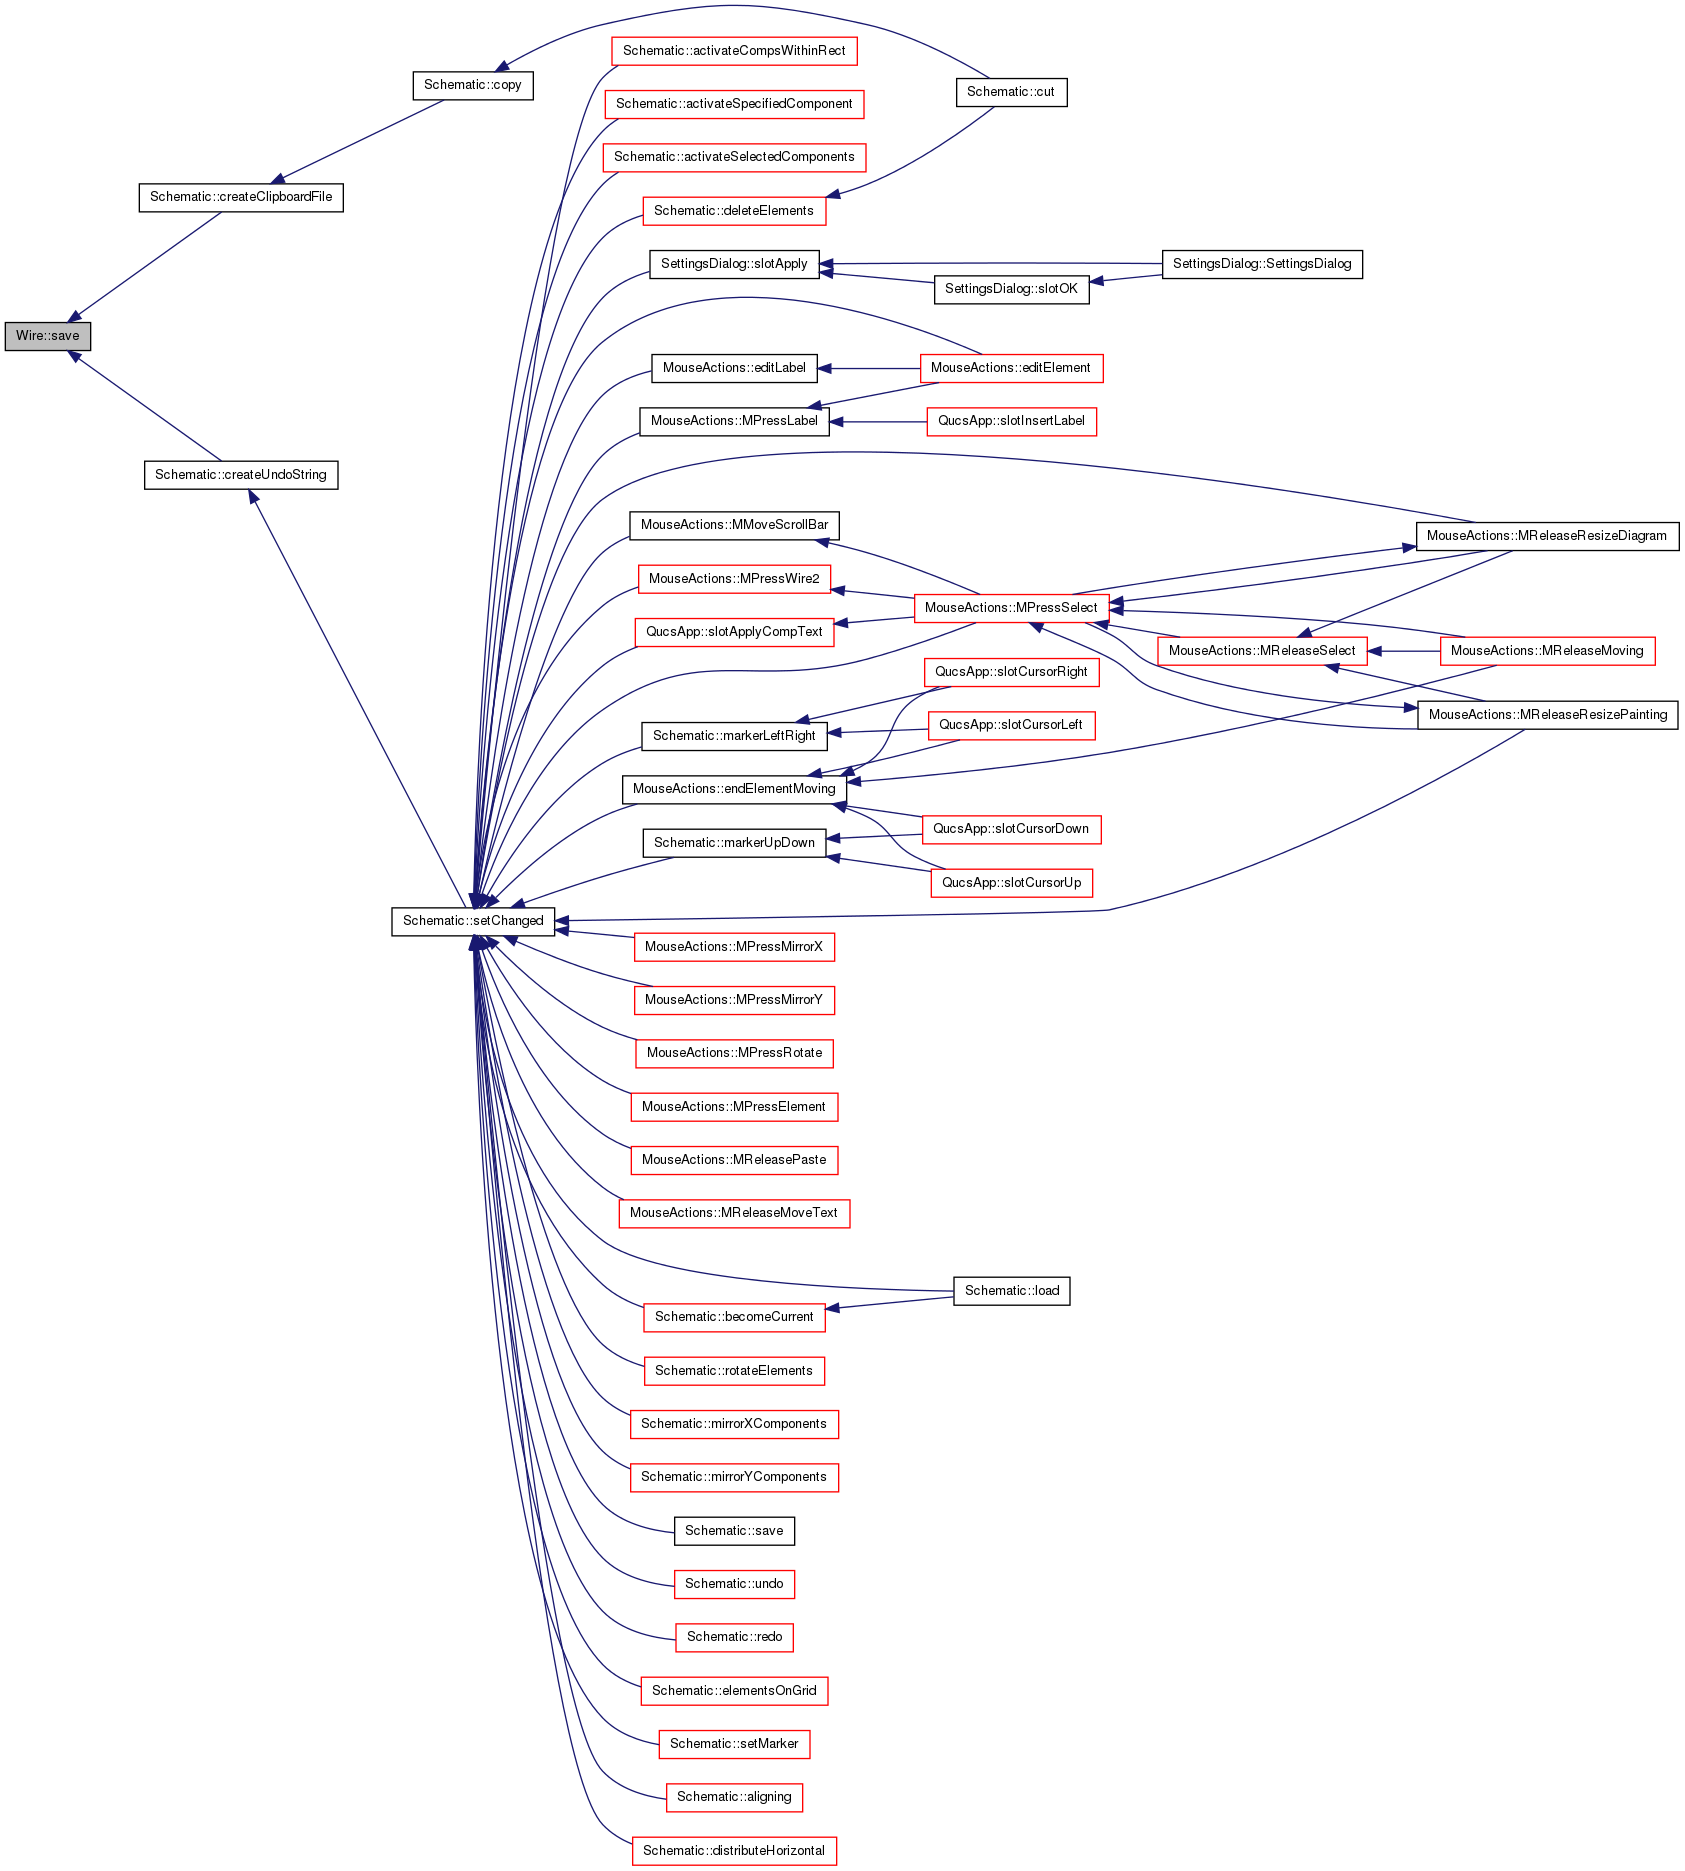 Schematic::copy
Schematic::activateCompsWithinRect
Schematic::cut
Schematic::activateSpecifiedComponent
Schematic::activateSelectedComponents
Schematic::createClipboardFile
Schematic::deleteElements
SettingsDialog::slotApply
SettingsDialog::SettingsDialog
SettingsDialog::slotOK
Wire::save
MouseActions::editLabel
MouseActions::editElement
MouseActions::MPressLabel
QucsApp::slotInsertLabel
Schematic::createUndoString
MouseActions::MMoveScrollBar
MouseActions::MReleaseResizeDiagram
MouseActions::MPressWire2
MouseActions::MPressSelect
QucsApp::slotApplyCompText
MouseActions::MReleaseSelect
MouseActions::MReleaseMoving
QucsApp::slotCursorRight
MouseActions::MReleaseResizePainting
QucsApp::slotCursorLeft
Schematic::markerLeftRight
MouseActions::endElementMoving
QucsApp::slotCursorDown
Schematic::markerUpDown
QucsApp::slotCursorUp
Schematic::setChanged
MouseActions::MPressMirrorX
MouseActions::MPressMirrorY
MouseActions::MPressRotate
MouseActions::MPressElement
MouseActions::MReleasePaste
MouseActions::MReleaseMoveText
Schematic::load
Schematic::becomeCurrent
Schematic::rotateElements
Schematic::mirrorXComponents
Schematic::mirrorYComponents
Schematic::save
Schematic::undo
Schematic::redo
Schematic::elementsOnGrid
Schematic::setMarker
Schematic::aligning
Schematic::distributeHorizontal